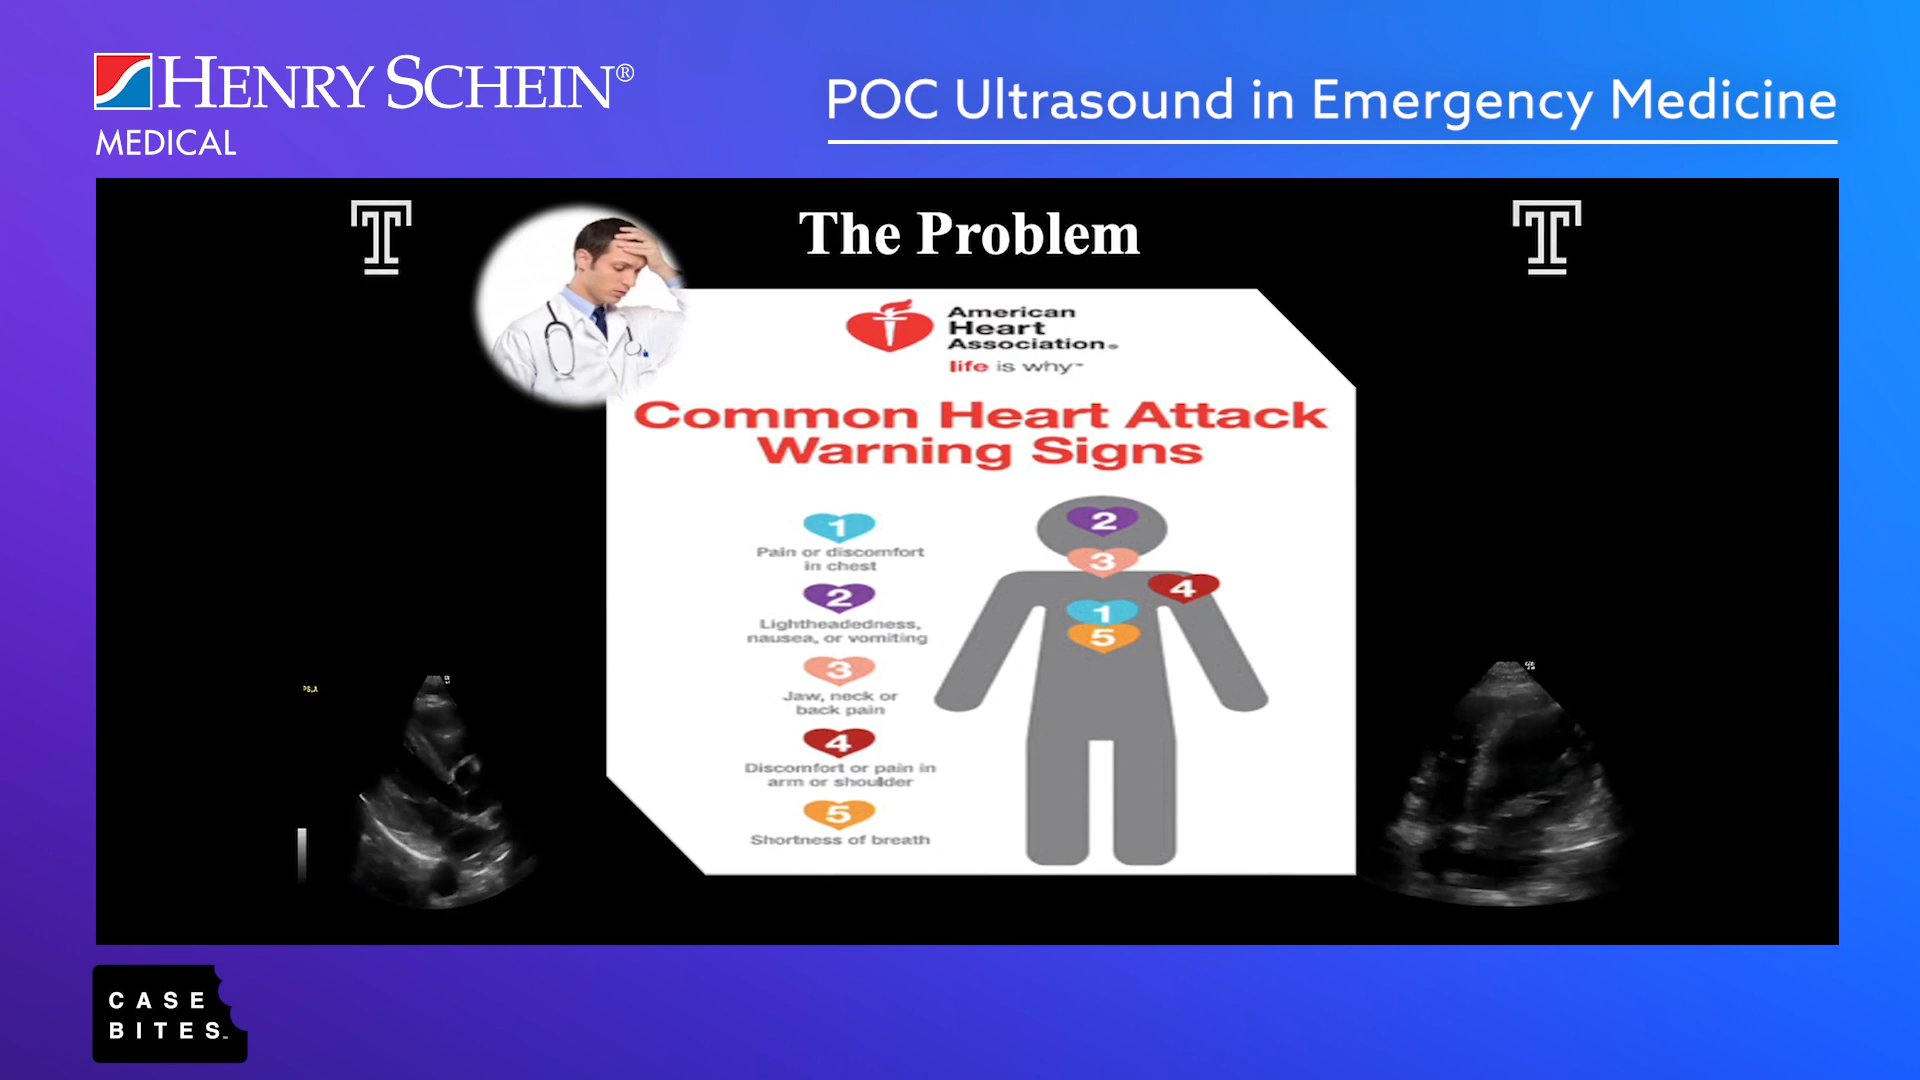 HENRY SCHEIN®
MEDICAL
POC Ultrasound in Emergency Medicine
The Problem
American
Heart
Association®
life is why™
Common Heart Attack
Warning Signs
1
Pain or discomfort
in chest
2
Lightheadedness,
nausea, or vomiting
3
Jaw, neck or
back pain
4
Discomfort or pain in
arm or shoulder
5
Shortness of breath
2
3
4
1
5
CASE
BITES™